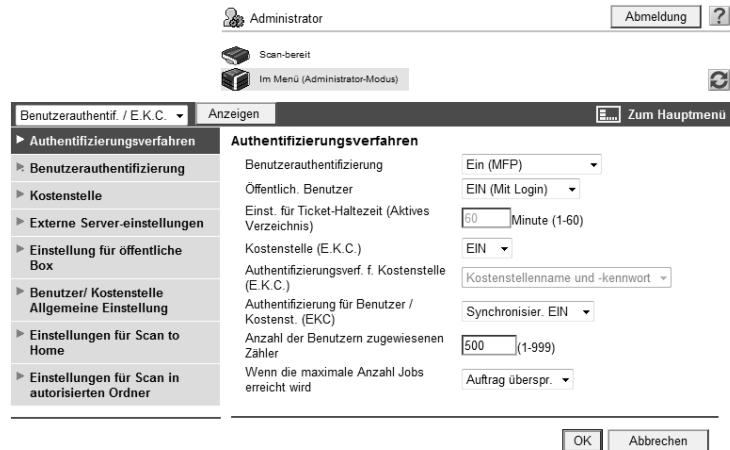 Administrator
Abmeldung
?
Scan-bereit
Im Menü (Administrator-Modus)
Benutzerauthentif. / E.K.C.
Anzeigen
Zum Hauptmenü
Authentifizierungsverfahren
Benutzerauthentifizierung
Kostenstelle
Externe Server-einstellungen
Einstellung für öffentliche
Box
Benutzer/ Kostenstelle
Allgemeine Einstellung
Einstellungen für Scan to
Home
Einstellungen für Scan in
autorisierten Ordner
Authentifizierungsverfahren
Benutzerauthentifizierung
Ein (MFP)
Öffentlich. Benutzer
EIN (Mit Login)
Einst. für Ticket-Haltezeit (Aktives
Verzeichnis)
60 Minute (1-60)
Kostenstelle (E.K.C.)
EIN
Authentifizierungsverf. f. Kostenstelle
(E.K.C.)
Kostenstellenname und -kennwort
Authentifizierung für Benutzer /
Kostenst. (EKC)
Synchronisier. EIN
Anzahl der Benutzern zugewiesenen
Zähler
500 (1-999)
Wenn die maximale Anzahl Jobs
erreicht wird
Auftrag überspr.
OK
Abbrechen